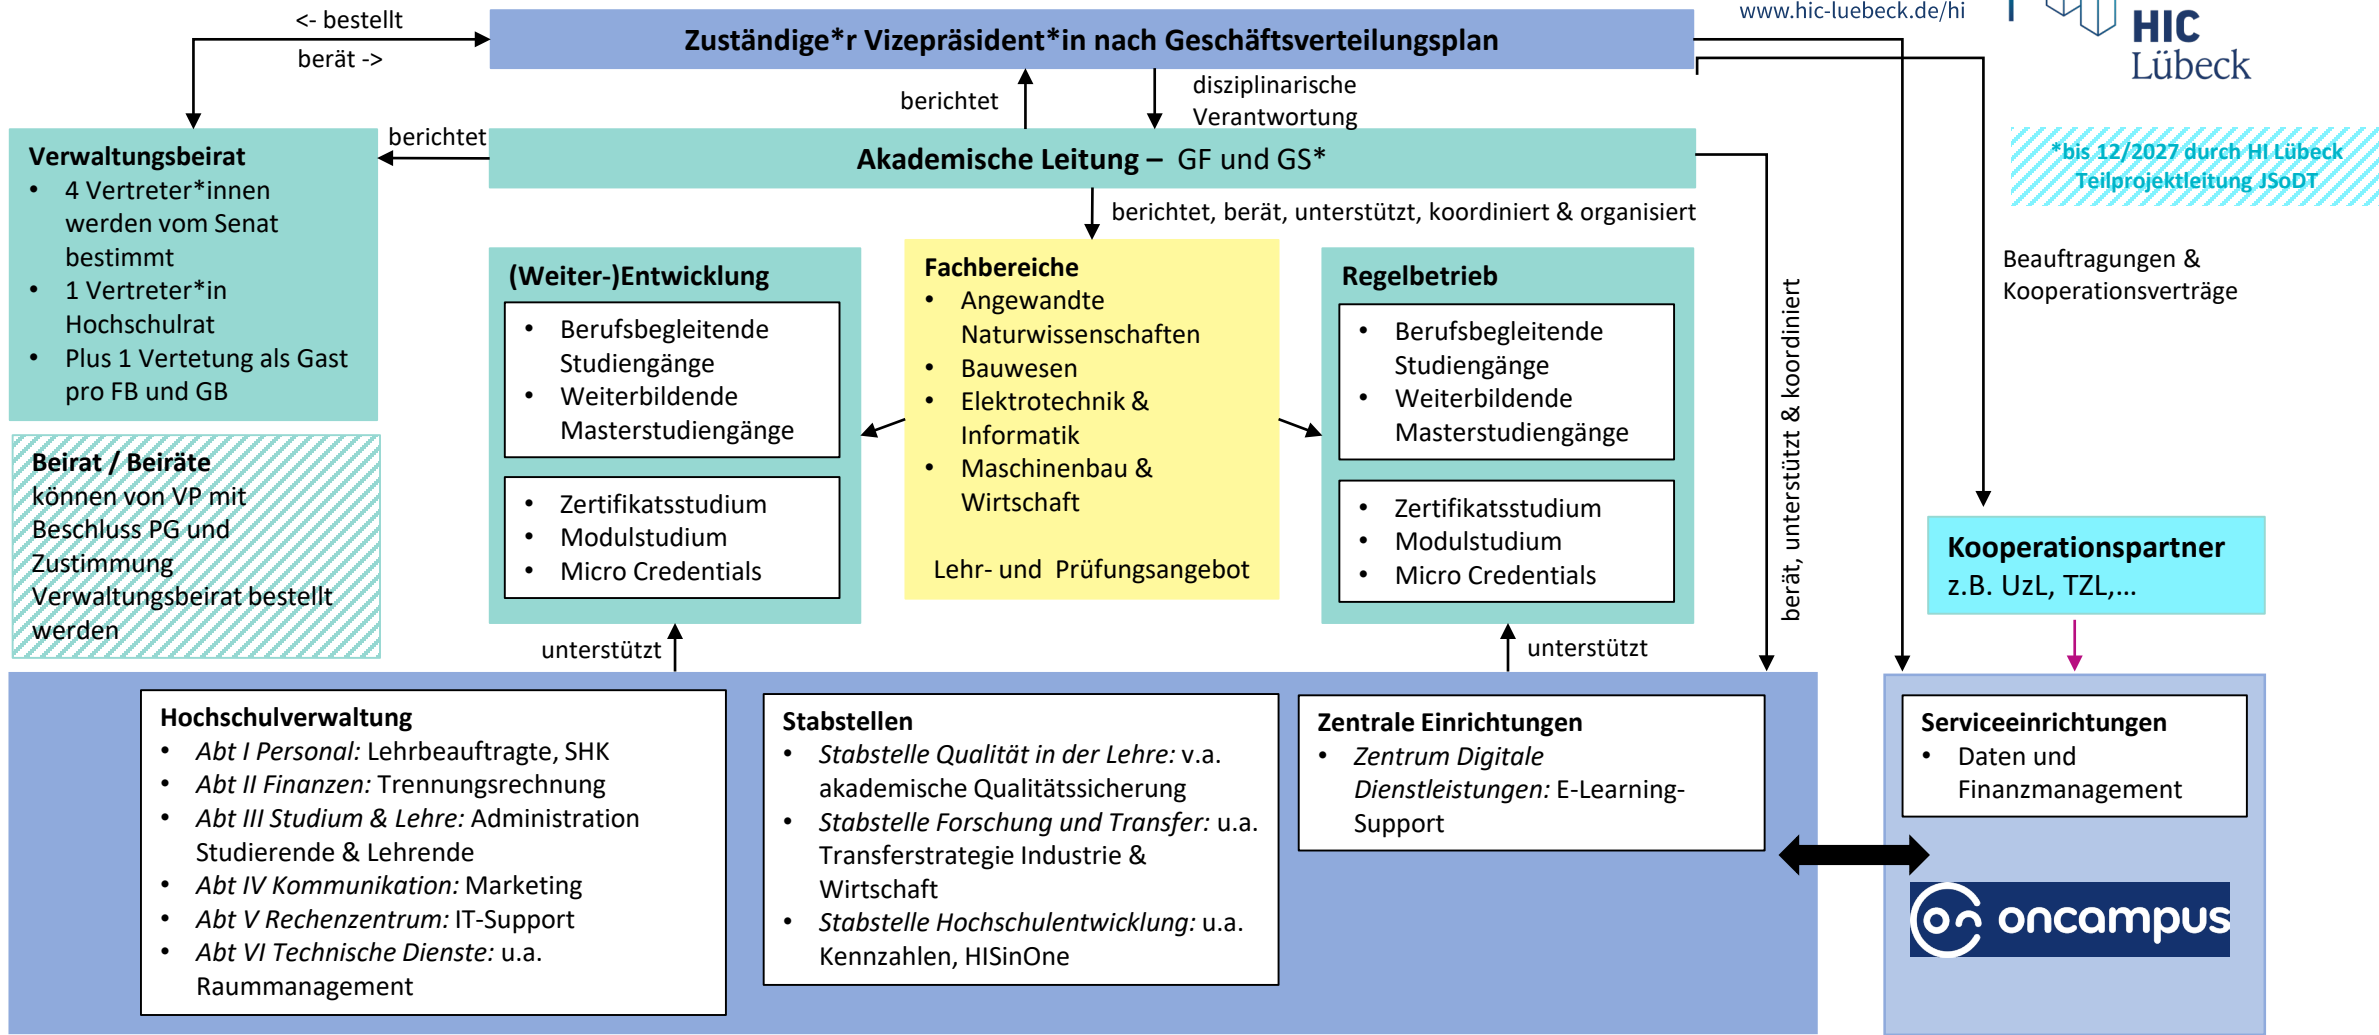 <- bestellt
berät ->
Zuständige*r Vizepräsident*in nach Geschäftsverteilungsplan
www.hic-luebeck.de/hi
HIC
Lübeck
berichtet
disziplinarische
Verantwortung
berichtet
Akademische Leitung – GF und GS*
*bis 12/2027 durch HI Lübeck
Teilprojektleitung JSoDT
Verwaltungsbeirat
• 4 Vertreter*innen
werden vom Senat
bestimmt
• 1 Vertreter*in
Hochschulrat
• Plus 1 Vertetung als Gast
pro FB und GB
berichtet, berät, unterstützt, koordiniert & organisiert
Beirat / Beiräte
können von VP mit
Beschluss PG und
Zustimmung
Verwaltungsbeirat bestellt
werden
(Weiter-)Entwicklung
• Berufsbegleitende
Studiengänge
• Weiterbildende
Masterstudiengänge
• Zertifikatsstudium
• Modulstudium
• Micro Credentials
Fachbereiche
• Angewandte
Naturwissenschaften
• Bauwesen
• Elektrotechnik &
Informatik
• Maschinenbau &
Wirtschaft
Lehr- und Prüfungsangebot
Regelbetrieb
• Berufsbegleitende
Studiengänge
• Weiterbildende
Masterstudiengänge
• Zertifikatsstudium
• Modulstudium
• Micro Credentials
berät, unterstützt & koordiniert
Beauftragungen &
Kooperationsverträge
Kooperationspartner
z.B. UzL, TZL,...
unterstützt
unterstützt
Hochschulverwaltung
• Abt I Personal: Lehrbeauftragte, SHK
• Abt II Finanzen: Trennungsrechnung
• Abt III Studium & Lehre: Administration
Studierende & Lehrende
• Abt IV Kommunikation: Marketing
• Abt V Rechenzentrum: IT-Support
• Abt VI Technische Dienste: u.a.
Raummanagement
Stabstellen
• Stabstelle Qualität in der Lehre: v.a.
akademische Qualitätssicherung
• Stabstelle Forschung und Transfer: u.a.
Transferstrategie Industrie &
Wirtschaft
• Stabstelle Hochschulentwicklung: u.a.
Kennzahlen, HISinOne
Zentrale Einrichtungen
• Zentrum Digitale
Dienstleistungen: E-Learning-
Support
Serviceeinrichtungen
• Daten und
Finanzmanagement
on oncampus